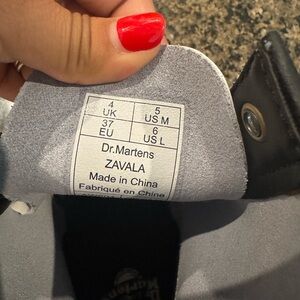 4 5
UK US M
37 6
EU US L
Dr.Martens
ZAVALA
Made in China
Fabriqué en Chine